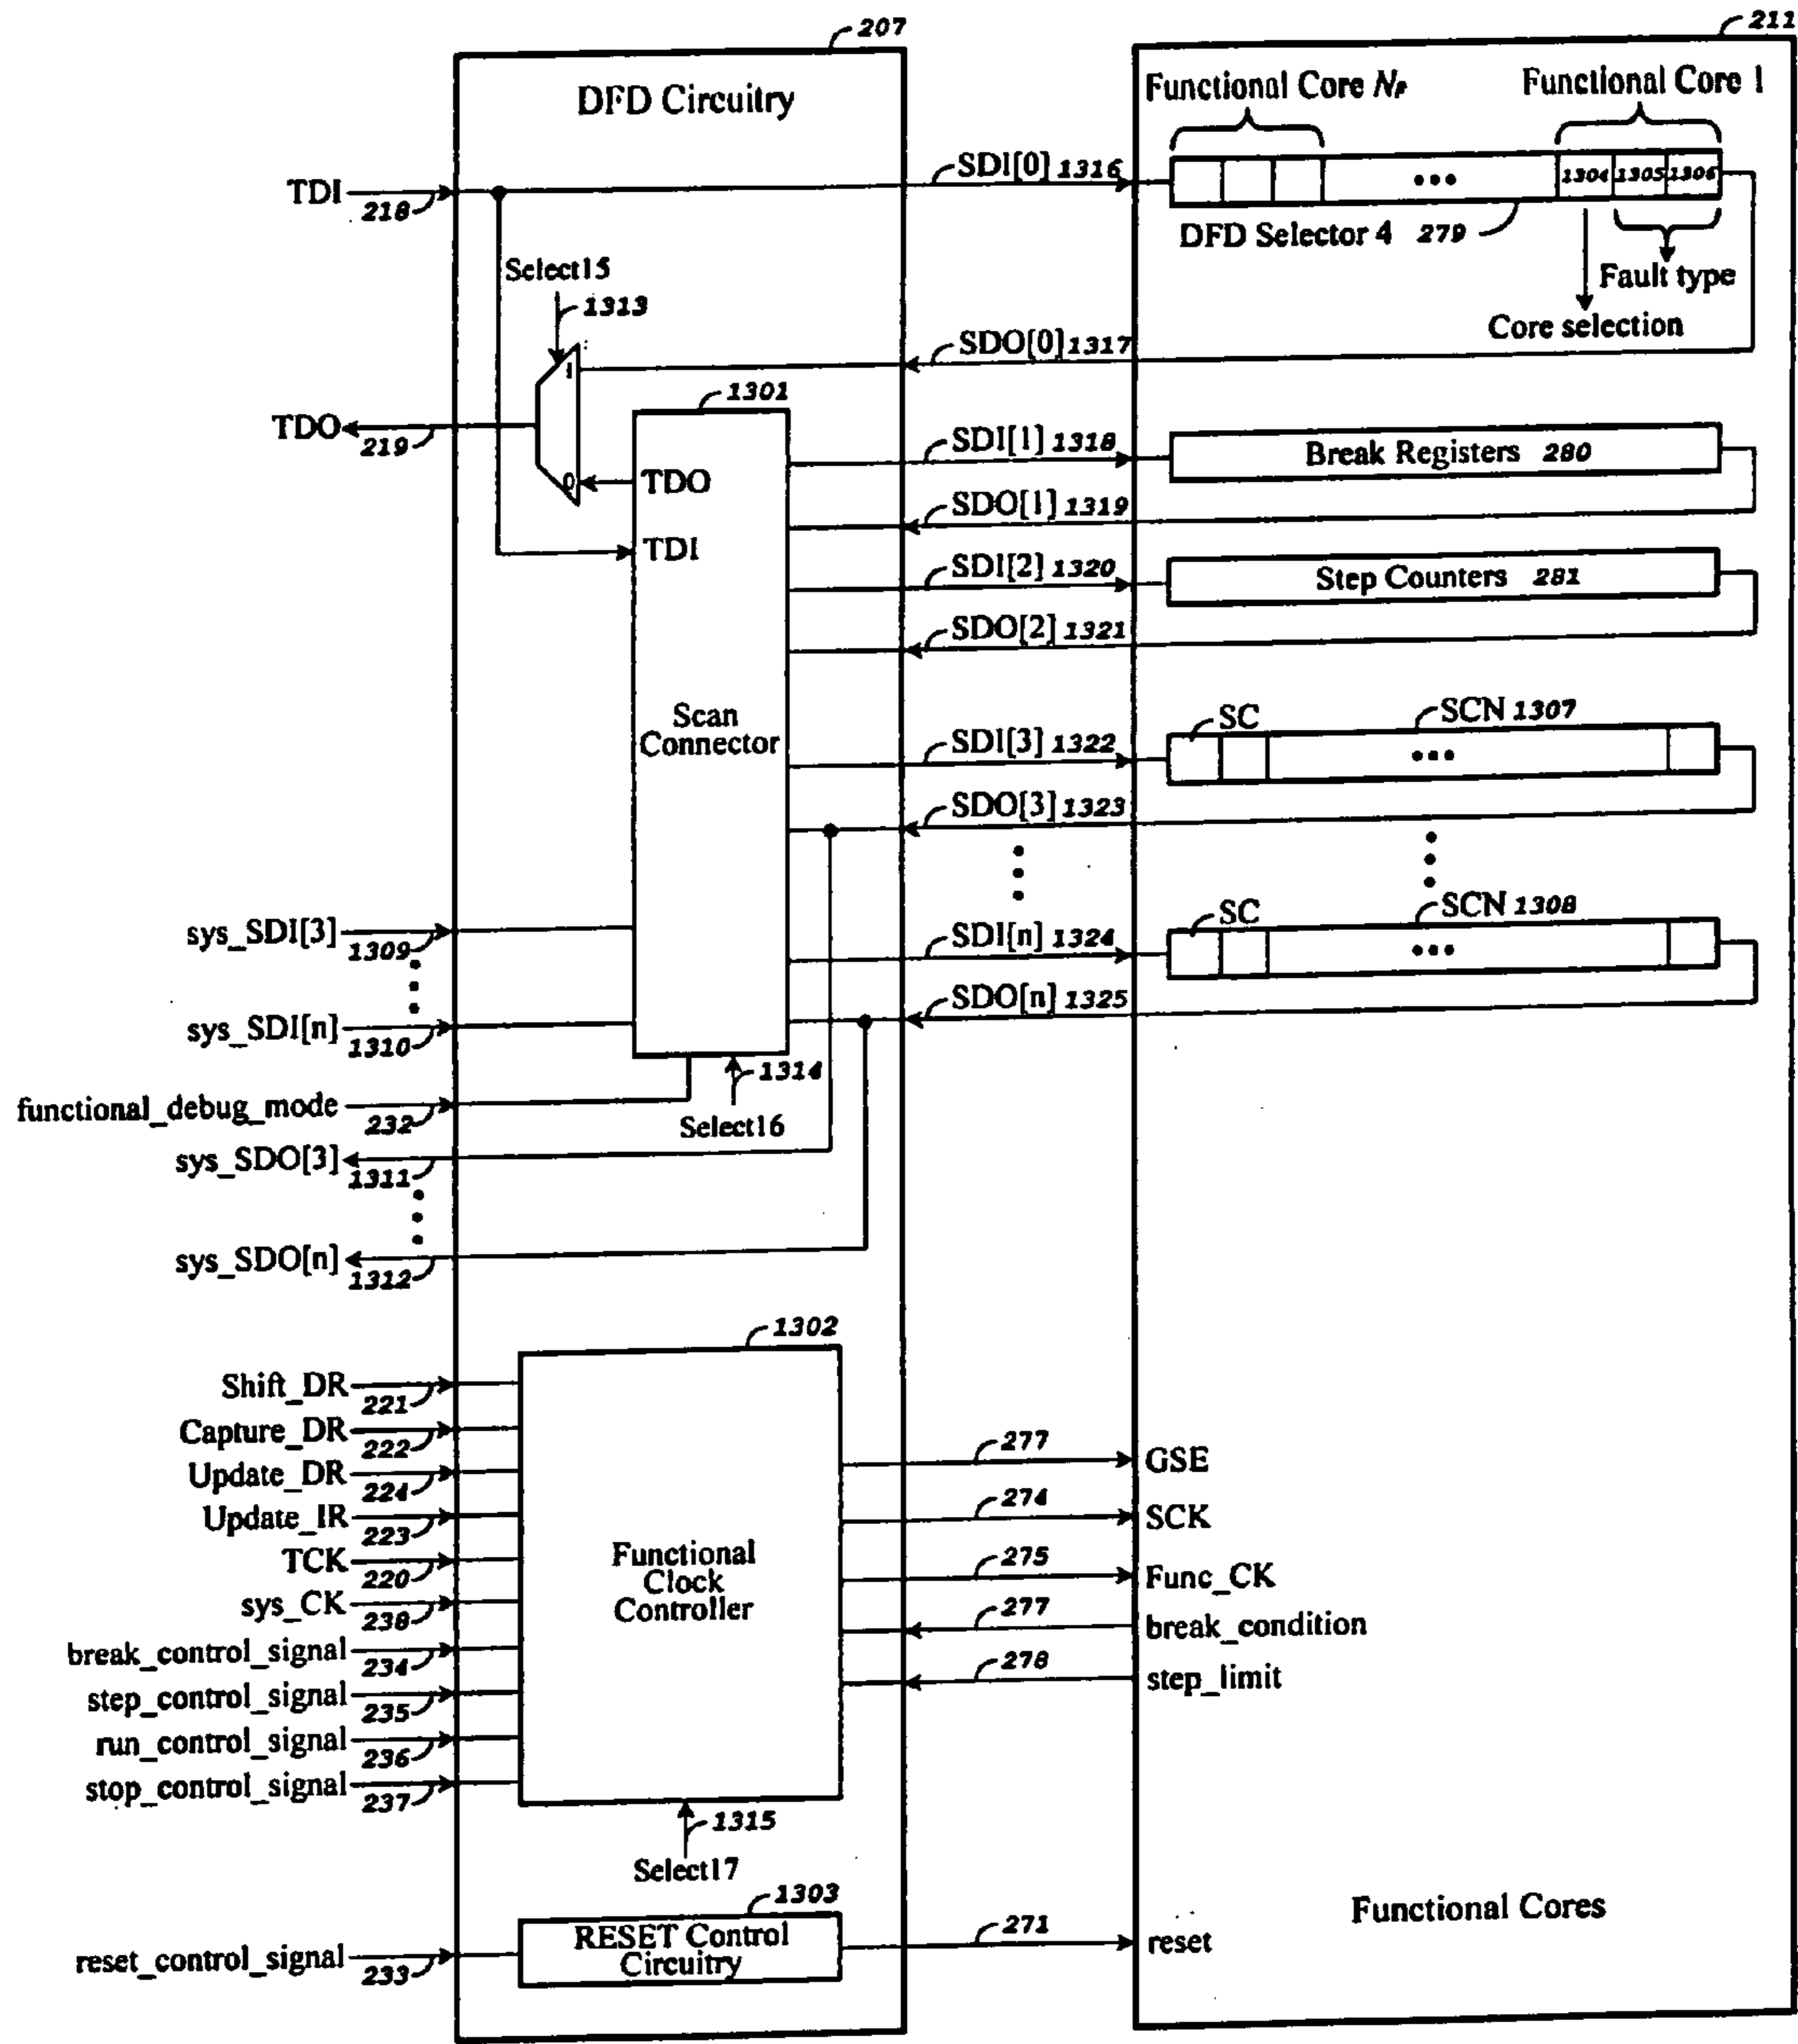 207
211
DFD Circuitry
Functional Core NF
Functional Core 1
TDI
218
SDI[0] 1316
...
1304
1305
1306
DFD Selector 4 279
Fault type
Core selection
Select15
1313
1
0
SDO[0] 1317
TDO
219
1301
TDO
TDI
Scan
Connector
SDI[1] 1318
Break Registers 280
SDO[1] 1319
SDI[2] 1320
Step Counters 281
SDO[2] 1321
SDI[3] 1322
SC
SCN 1307
...
SDO[3] 1323
sys_SDI[3]
1309
SDI[n] 1324
SC
SCN 1308
...
SDO[n] 1325
sys_SDI[n]
1310
1314
Select16
functional_debug_mode
232
sys_SDO[3]
1311
sys_SDO[n]
1312
1302
Functional
Clock
Controller
Shift_DR
221
Capture_DR
222
Update_DR
224
Update_IR
223
TCK
220
sys_CK
238
break_control_signal
234
step_control_signal
235
run_control_signal
236
stop_control_signal
237
277
GSE
274
SCK
275
Func_CK
277
break_condition
278
step_limit
1315
Select17
1303
RESET Control
Circuitry
reset_control_signal
233
271
reset
Functional Cores